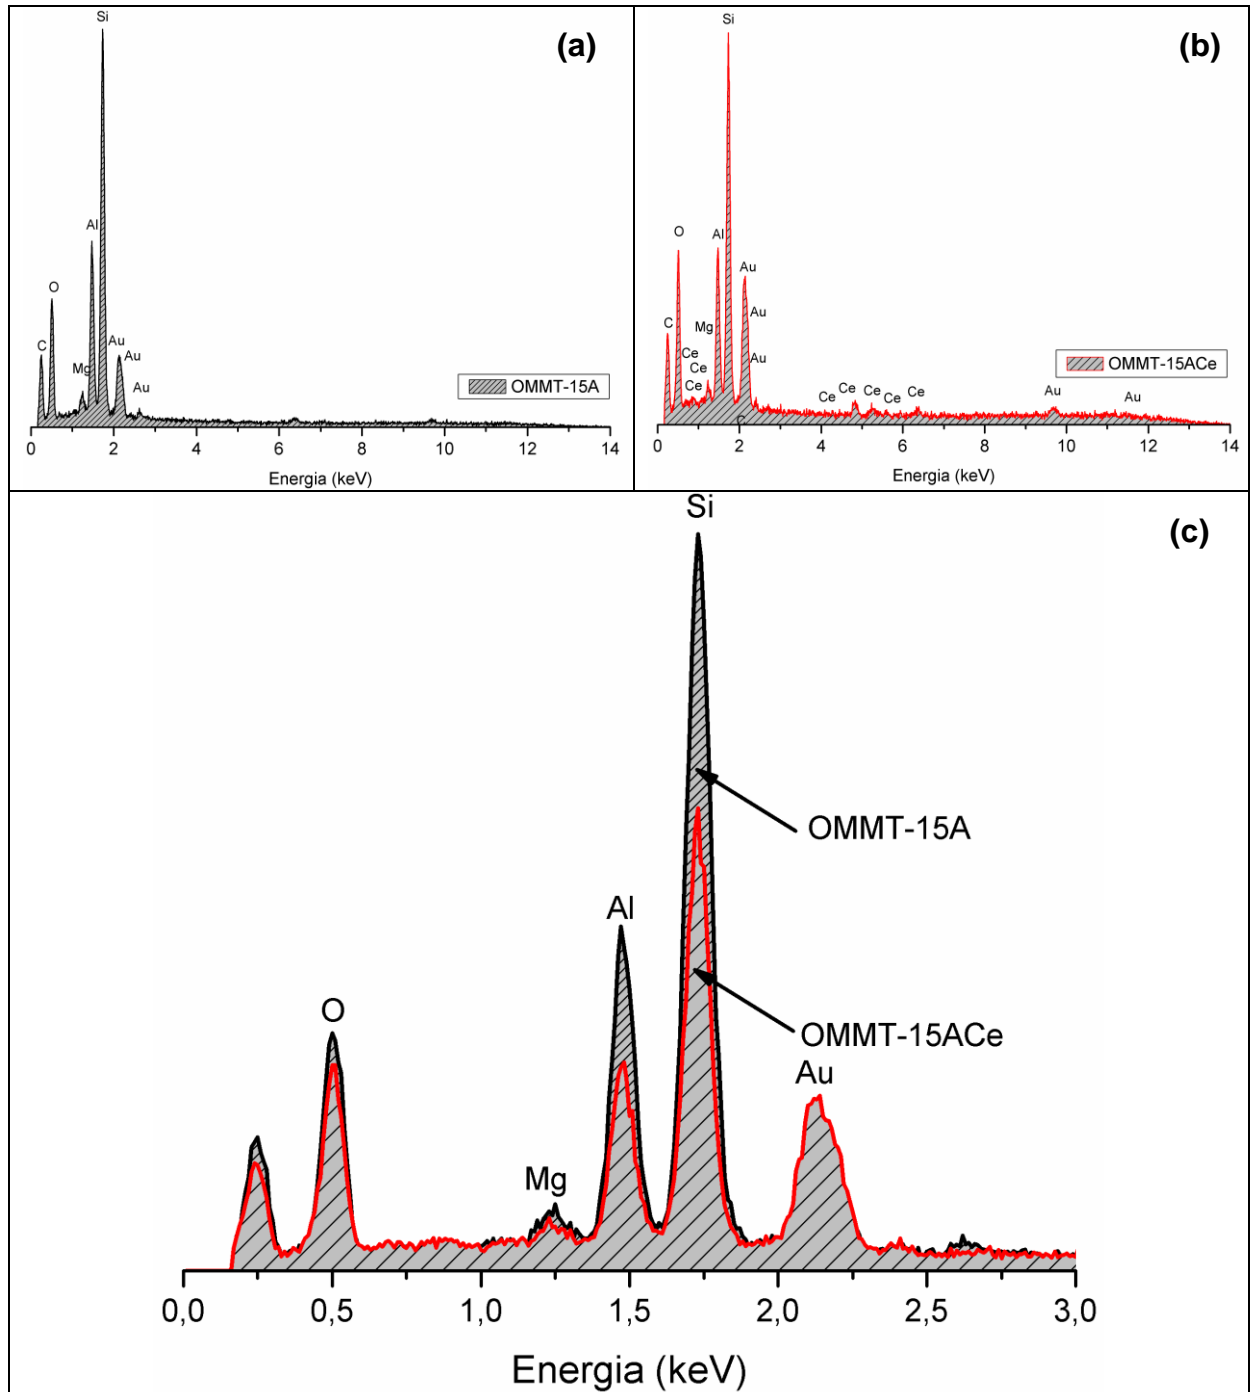 (a)
Si
Al
O
C
Mg
Au
Au
Au
OMMT-15A
0 2 4 6 8 10 12 14
Energia (keV)
(b)
Si
O
Al
Au
C
Mg
Au
Ce
Au
Ce
Ce
OMMT-15ACe
Ce
Ce
Ce
Ce
Ce
Au
Au
C
0 2 4 6 8 10 12 14
Energia (keV)
(c)
Si
OMMT-15A
Al
O
OMMT-15ACe
Au
Mg
0,0 0,5 1,0 1,5 2,0 2,5 3,0
Energia (keV)